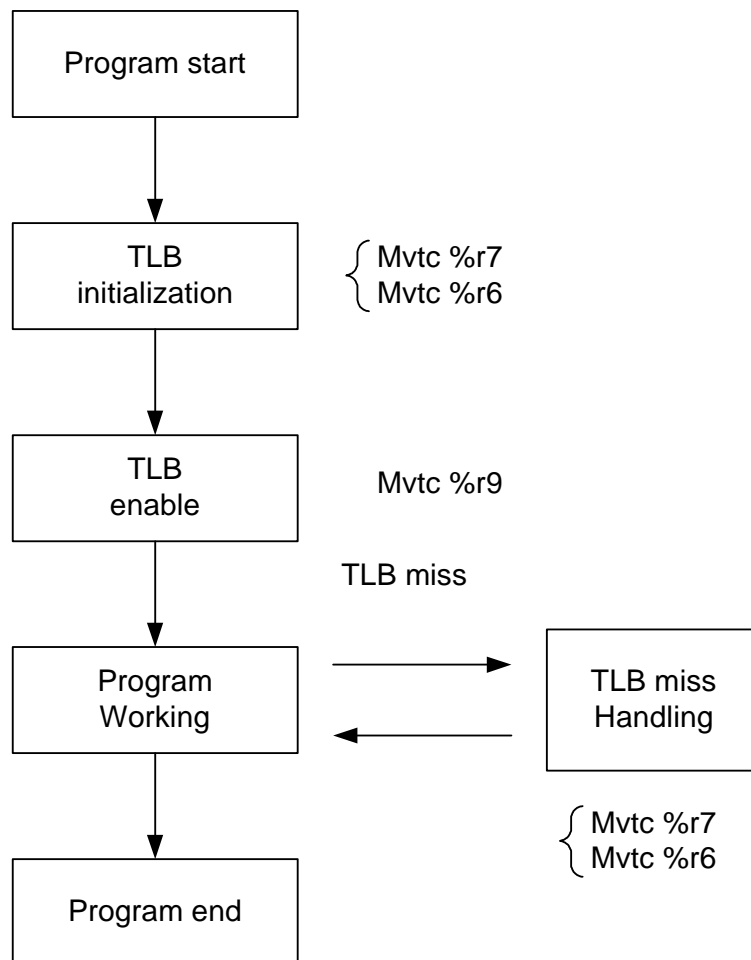 Program start
TLB
initialization
Mvtc %r7
Mvtc %r6
TLB
enable
Mvtc %r9
TLB miss
Program
Working
TLB miss
Handling
Mvtc %r7
Mvtc %r6
Program end